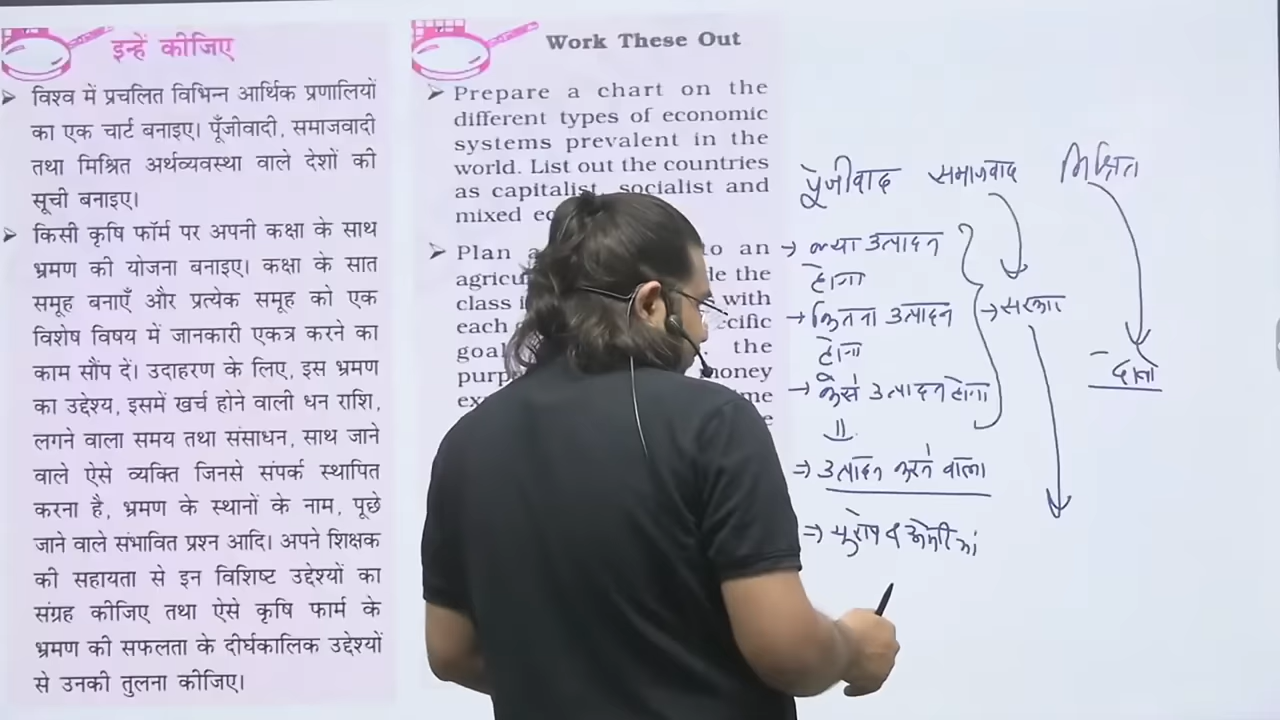 इन्हें कीजिए
विश्व में प्रचलित विभिन्न आर्थिक प्रणालियों
का एक चार्ट बनाइए। पूँजीवादी, समाजवादी
तथा मिश्रित अर्थव्यवस्था वाले देशों की
सूची बनाइए।
किसी कृषि फॉर्म पर अपनी कक्षा के साथ
भ्रमण की योजना बनाइए। कक्षा के सात
समूह बनाएँ और प्रत्येक समूह को एक
विशेष विषय में जानकारी एकत्र करने का
काम सौंप दें। उदाहरण के लिए, इस भ्रमण
का उद्देश्य, इसमें खर्च होने वाली धन राशि,
लगने वाला समय तथा संसाधन, साथ जाने
वाले ऐसे व्यक्ति जिनसे संपर्क स्थापित
करना है, भ्रमण के स्थानों के नाम, पूछे
जाने वाले संभावित प्रश्न आदि। अपने शिक्षक
की सहायता से इन विशिष्ट उद्देश्यों का
संग्रह कीजिए तथा ऐसे कृषि फार्म के
भ्रमण की सफलता के दीर्घकालिक उद्देश्यों
से उनकी तुलना कीजिए।
Work These Out
Prepare a chart on the
different types of economic
systems prevalent in the
world. List out the countries
as capitalist, socialist and
mixed
Plan to an
the
class with
each
the
पूंजीवाद समाजवाद मिश्रित
→ क्या उत्पादन
होगा
→ कितना उत्पादन → सरकार
होगा
→ कैसे उत्पादन होगा
दोनो
⇒ उत्पादन करने वाला
⇒ यूरोप &